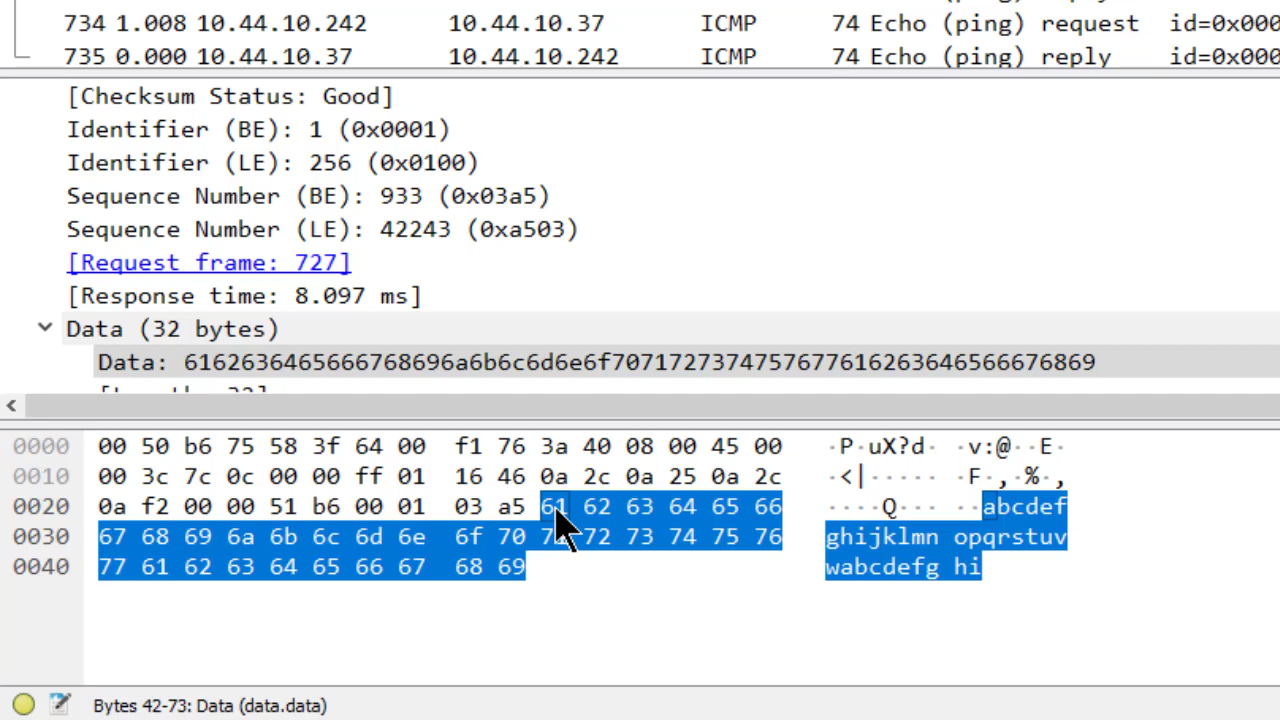 734 1.008 10.44.10.242 10.44.10.37 ICMP 74 Echo (ping) request id=0x000
735 0.000 10.44.10.37 10.44.10.242 ICMP 74 Echo (ping) reply id=0x000
[Checksum Status: Good]
Identifier (BE): 1 (0x0001)
Identifier (LE): 256 (0x0100)
Sequence Number (BE): 933 (0x03a5)
Sequence Number (LE): 42243 (0xa503)
[Request frame: 727]
[Response time: 8.097 ms]
Data (32 bytes)
Data: 6162636465666768696a6b6c6d6e6f7071727374757677616263646566676869
0000 00 50 b6 75 58 3f 64 00 f1 76 3a 40 08 00 45 00 ·P·uX?d· ·v:@··E·
0010 00 3c 7c 0c 00 00 ff 01 16 46 0a 2c 0a 25 0a 2c ·<|····· ·F·,·%·,
0020 0a f2 00 00 51 b6 00 01 03 a5 61 62 63 64 65 66 ····Q··· ··abcdef
0030 67 68 69 6a 6b 6c 6d 6e 6f 70 72 73 74 75 76 ghijklmn opqrstuv
0040 77 61 62 63 64 65 66 67 68 69 wabcdefg hi
Bytes 42-73: Data (data.data)